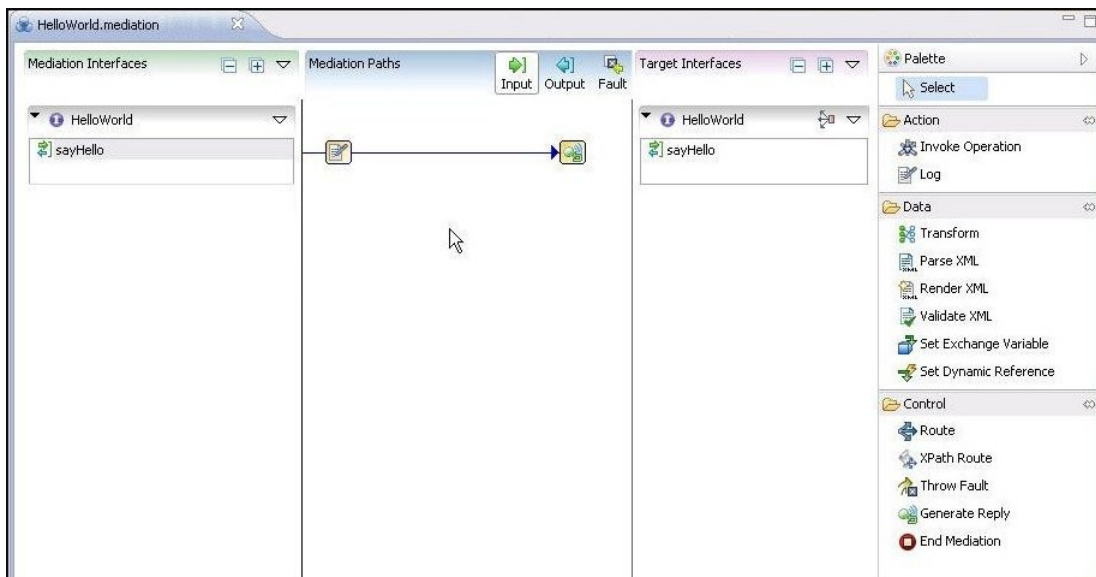 HelloWorld.mediation
Mediation Interfaces
Mediation Paths
Input
Output
Fault
Target Interfaces
HelloWorld
sayHello
HelloWorld
sayHello
Palette
Select
Action
Invoke Operation
Log
Data
Transform
Parse XML
Render XML
Validate XML
Set Exchange Variable
Set Dynamic Reference
Control
Route
XPath Route
Throw Fault
Generate Reply
End Mediation